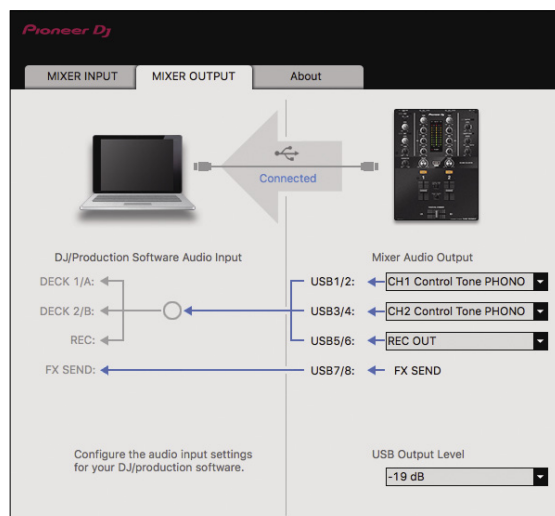 Pioneer Dj
MIXER INPUT
MIXER OUTPUT
About
Connected
DJ/Production Software Audio Input
Mixer Audio Output
DECK 1/A:
USB1/2:
CH1 Control Tone PHONO
DECK 2/B:
USB3/4:
CH2 Control Tone PHONO
REC:
USB5/6:
REC OUT
FX SEND:
USB7/8:
FX SEND
Configure the audio input settings
for your DJ/production software.
USB Output Level
-19 dB